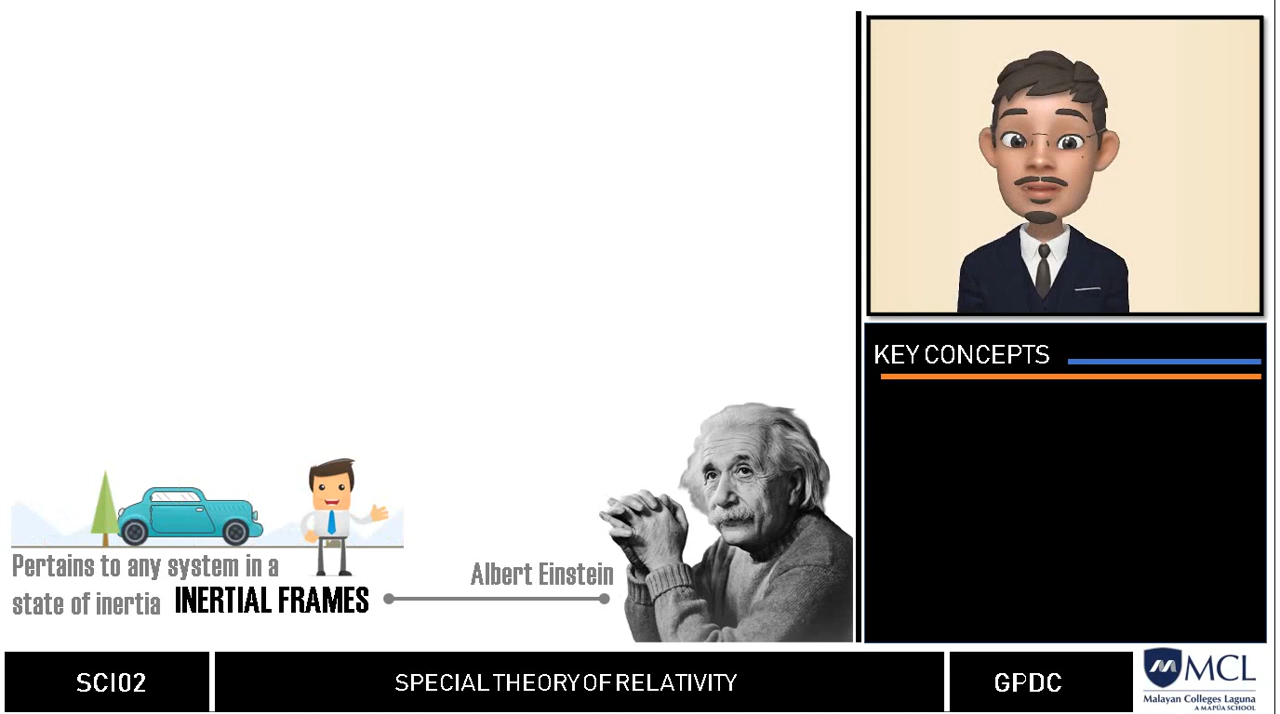 KEY CONCEPTS
Pertains to any system in a
state of inertia INERTIAL FRAMES
Albert Einstein
SCI02
SPECIAL THEORY OF RELATIVITY
GPDC
MCL
Malayan Colleges Laguna
A MAPÚA SCHOOL